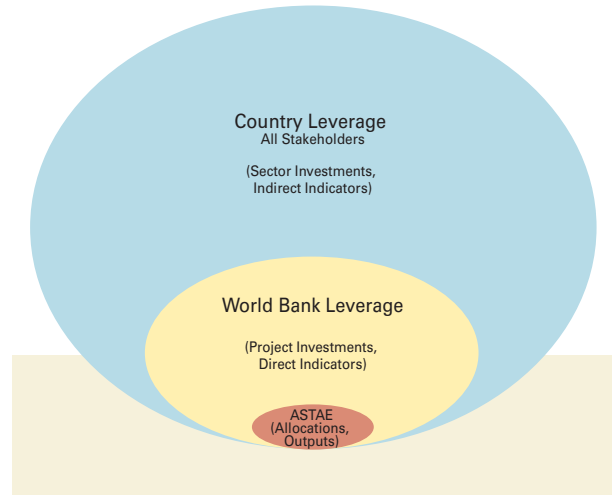 Country Leverage
All Stakeholders
(Sector Investments,
Indirect Indicators)
World Bank Leverage
(Project Investments,
Direct Indicators)
ASTAE
(Allocations,
Outputs)